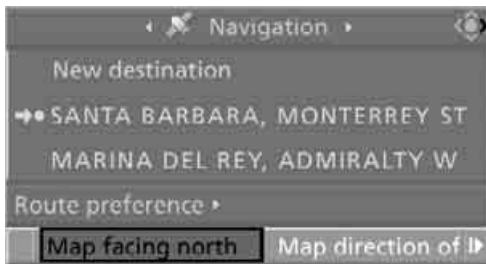 Navigation
New destination
SANTA BARBARA, MONTERREY ST
MARINA DEL REY, ADMIRALTY W
Route preference
Map facing north Map direction of